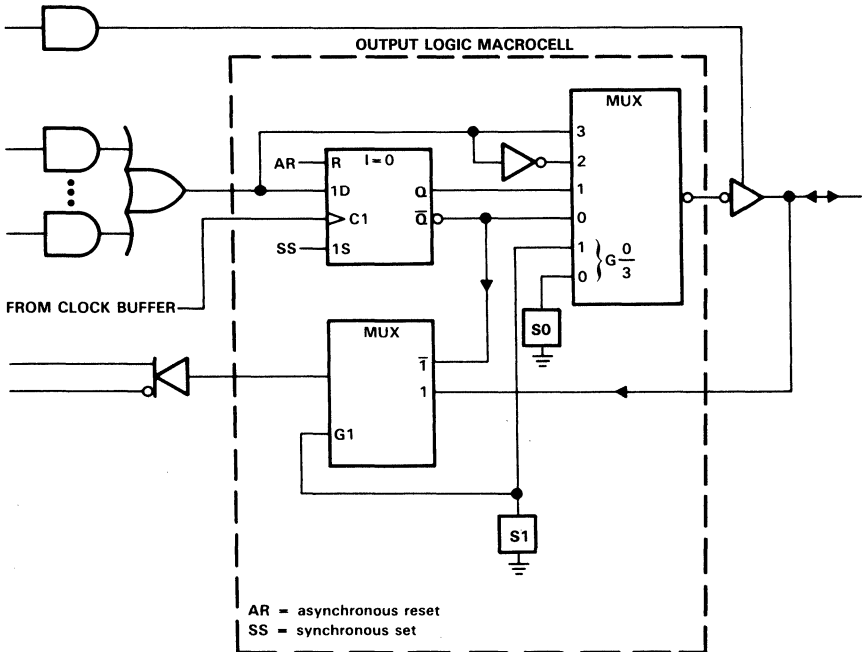 OUTPUT LOGIC MACROCELL
MUX
3
2
1
0
1
0
G 0/3
AR
R
I = 0
1D
Q
C1
Q̅
SS
1S
S0
FROM CLOCK BUFFER
MUX
1̅
1
G1
S1
AR = asynchronous reset
SS = synchronous set